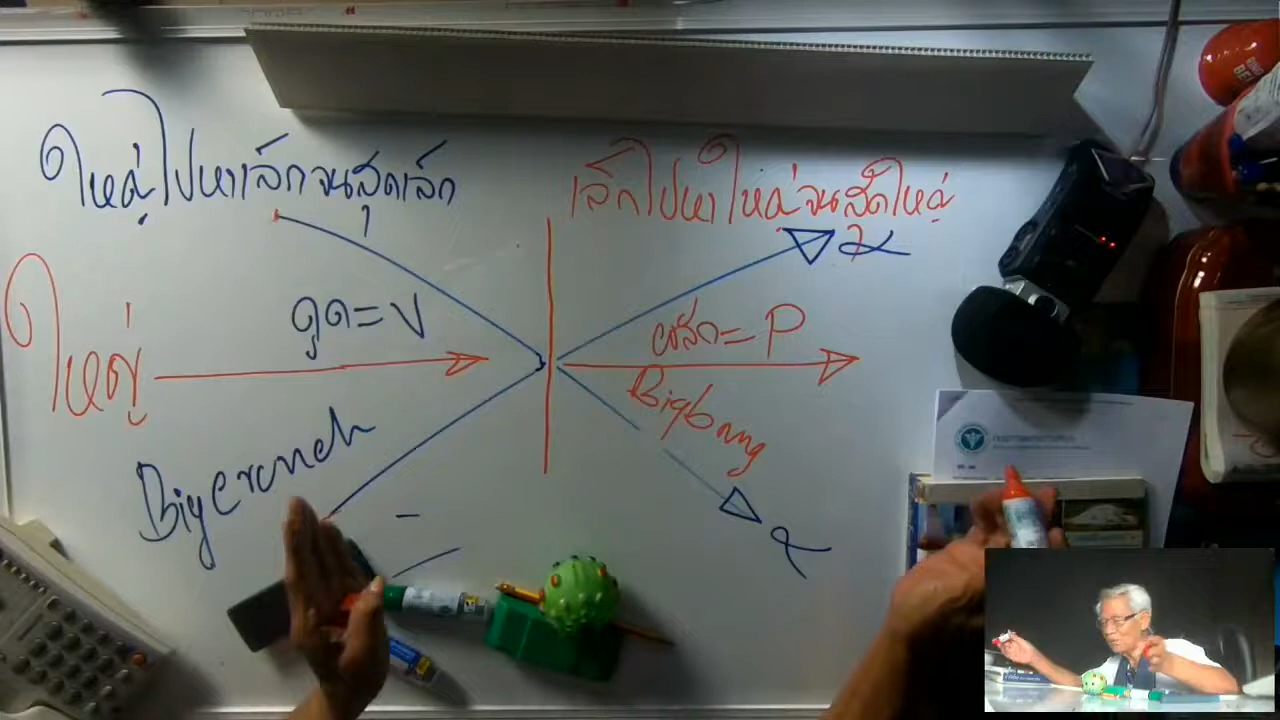 ใหญ่ไปหาเล็กจนสุดเล็ก
เล็กไปหาใหญ่จนสุดใหญ่
α
ใหญ่
ดูด=V
ผลัก=P
Bigbang
Bigcrunch
α